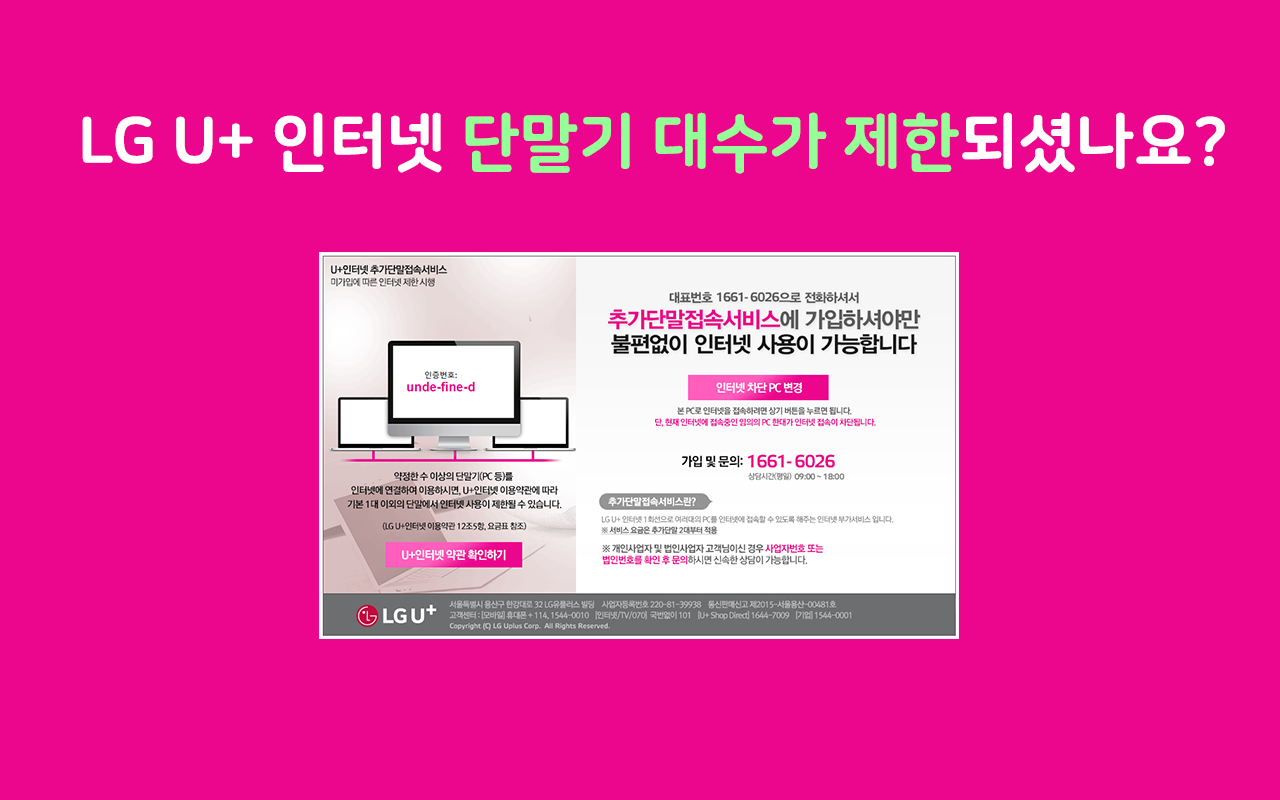 LG U+ 인터넷 단말기 대수가 제한되셨나요?
U+인터넷 추가단말접속서비스
미가입에 따른 인터넷 제한 시행
인증번호:
unde-fine-d
약정한 수 이상의 단말기(PC 등)를
인터넷에 연결하여 이용하시면, U+인터넷 이용약관에 따라
기본 1대 이외의 단말에서 인터넷 사용이 제한될 수 있습니다.
(LG U+인터넷 이용약관 12조5항, 요금표 참조)
U+인터넷 약관 확인하기
대표번호 1661-6026으로 전화하셔서
추가단말접속서비스에 가입하셔야만
불편없이 인터넷 사용이 가능합니다
인터넷 차단 PC 변경
본 PC로 인터넷을 접속하려면 상기 버튼을 누르면 됩니다.
단, 현재 인터넷에 접속중인 임의의 PC 한대가 인터넷 접속이 차단됩니다.
가입 및 문의: 1661-6026
상담시간(평일) 09:00 ~ 18:00
추가단말접속서비스란?
LG U+ 인터넷 1회선으로 여러대의 PC를 인터넷에 접속할 수 있도록 해주는 인터넷 부가서비스 입니다.
※ 서비스 요금은 추가단말 2대부터 적용
※ 개인사업자 및 법인사업자 고객님이신 경우 사업자번호 또는
법인번호를 확인 후 문의하시면 신속한 상담이 가능합니다.
LG U+
서울특별시 용산구 한강대로 32 LG유플러스 빌딩 사업자등록번호 220-81-39938 통신판매신고 제2015-서울용산-00481호
고객센터 : [모바일] 휴대폰 + 114, 1544-0010 [인터넷/TV/070] 국번없이 101 [U+ Shop Direct] 1644-7009 [기업] 1544-0001
Copyright (C) LG Uplus Corp. All Rights Reserved.